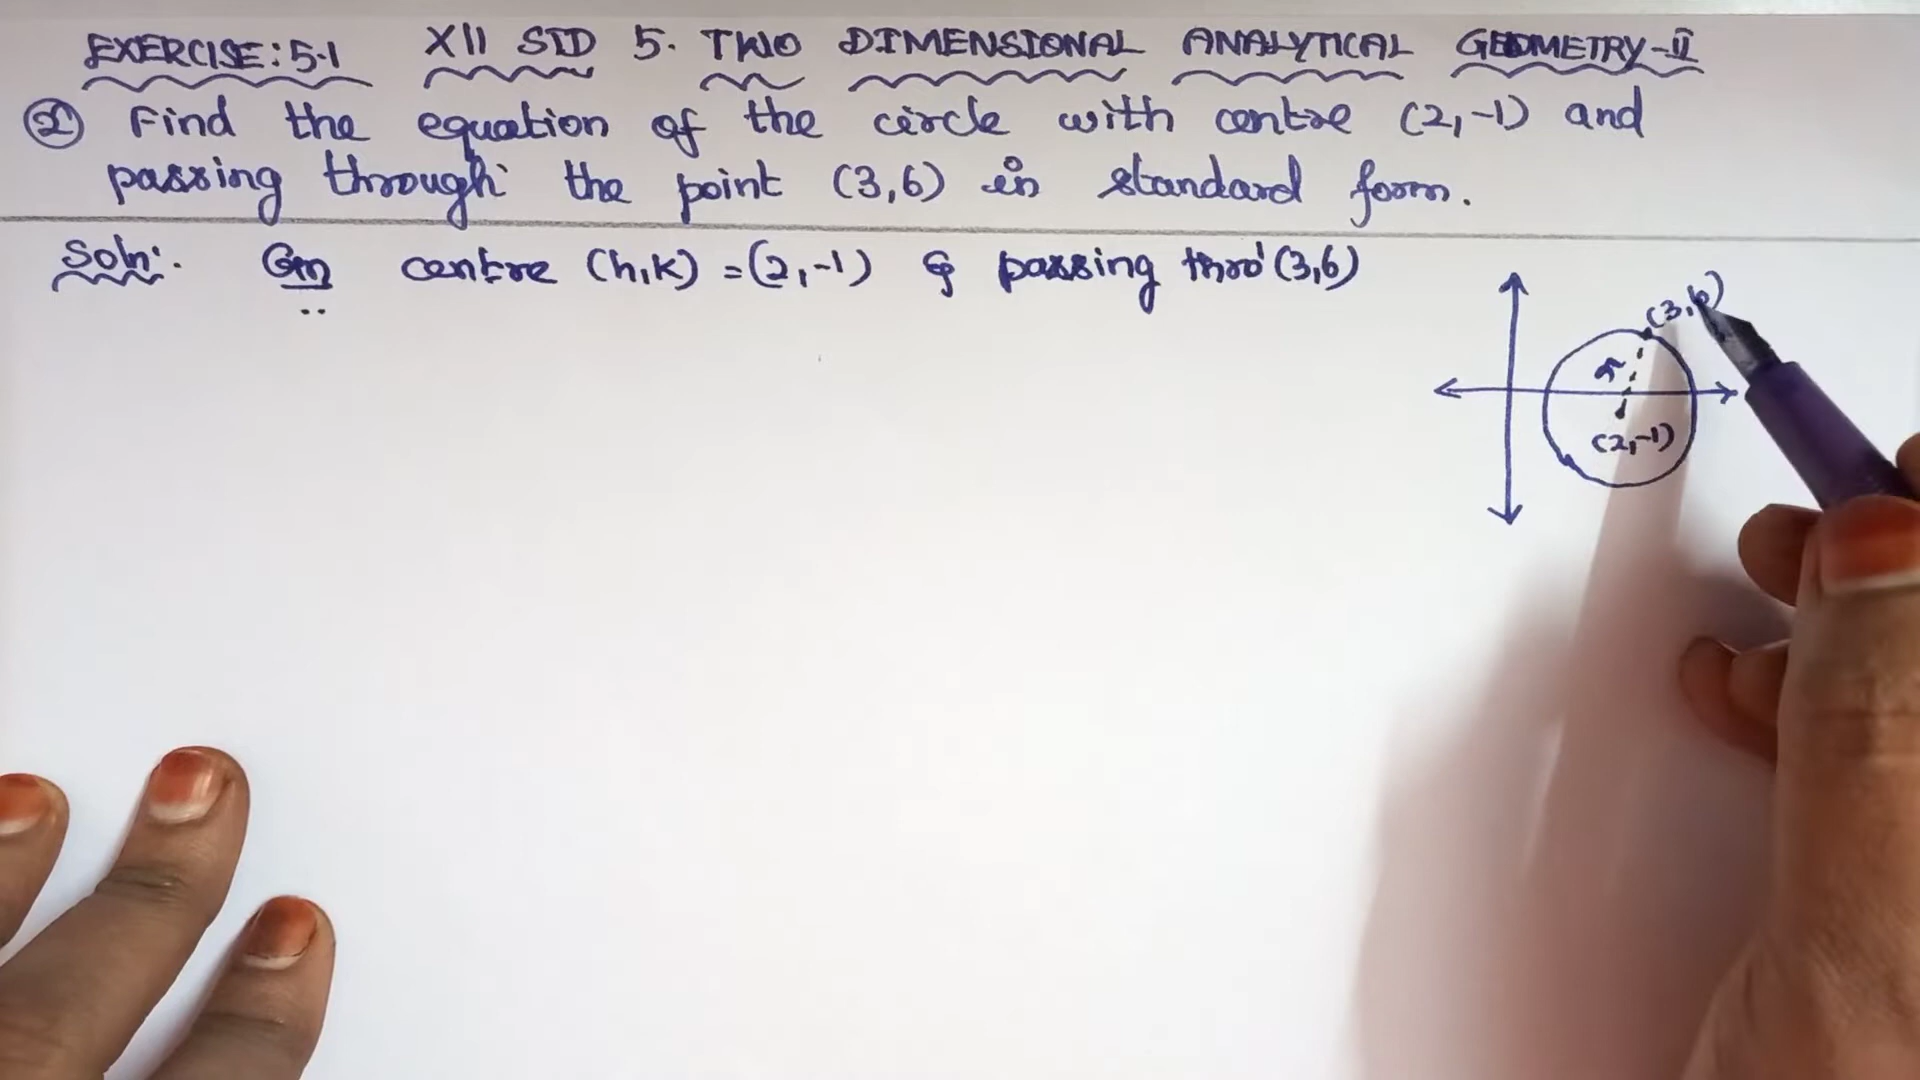 EXERCISE: 5.1 XII STD 5. TWO DIMENSIONAL ANALYTICAL GEOMETRY-II
② Find the equation of the circle with centre (2,-1) and
passing through the point (3,6) in standard form.
Soln: Gn centre (h,k) = (2,-1) & passing thro' (3,6)
(3,6)
r
(2,-1)